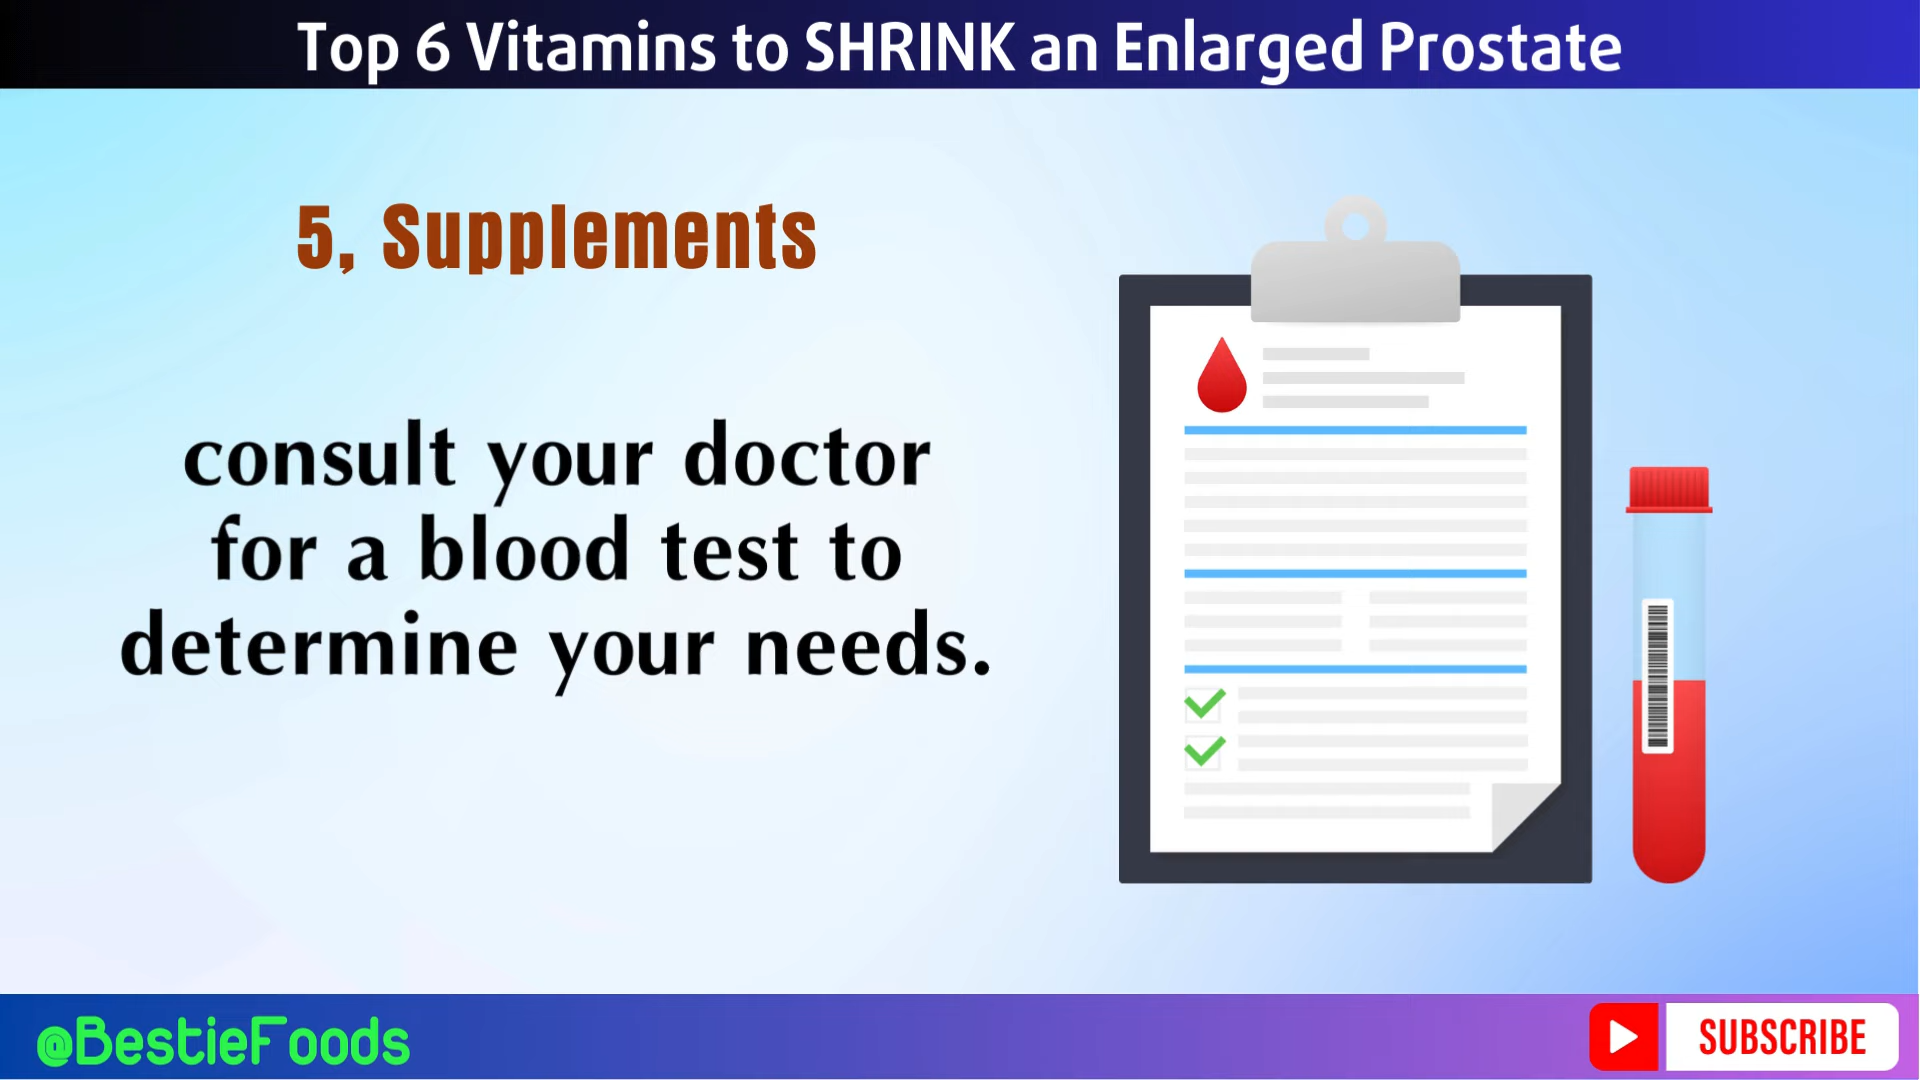 Top 6 Vitamins to SHRINK an Enlarged Prostate
5, Supplements
consult your doctor
for a blood test to
determine your needs.
@BestieFoods
SUBSCRIBE